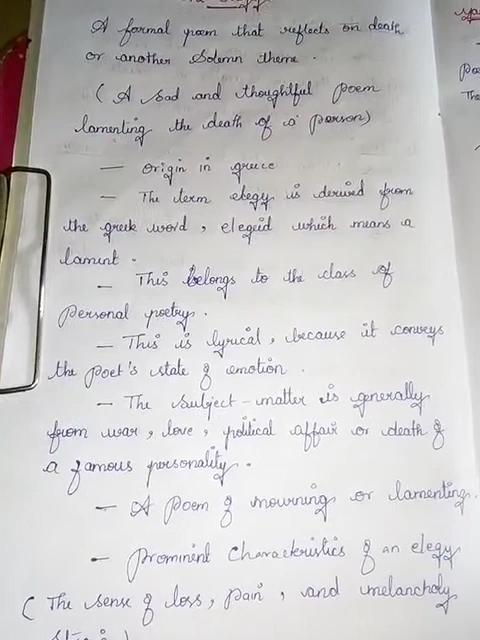 The Elegy
A formal poem that reflects on death
or another solemn theme.
(A sad and thoughtful poem
lamenting the death of a person)
— origin in greece
— The term elegy is derived from
the greek word, elegeid which means a
lament.
— This belongs to the class of
Personal poetry.
— This is lyrical, because it conveys
the poet's state of emotion.
— The subject-matter is generally
from war, love, political affair or death of
a famous personality.
— A Poem of mourning or lamenting.
— Prominent characteristics of an elegy
(The sense of loss, pain, and melancholy